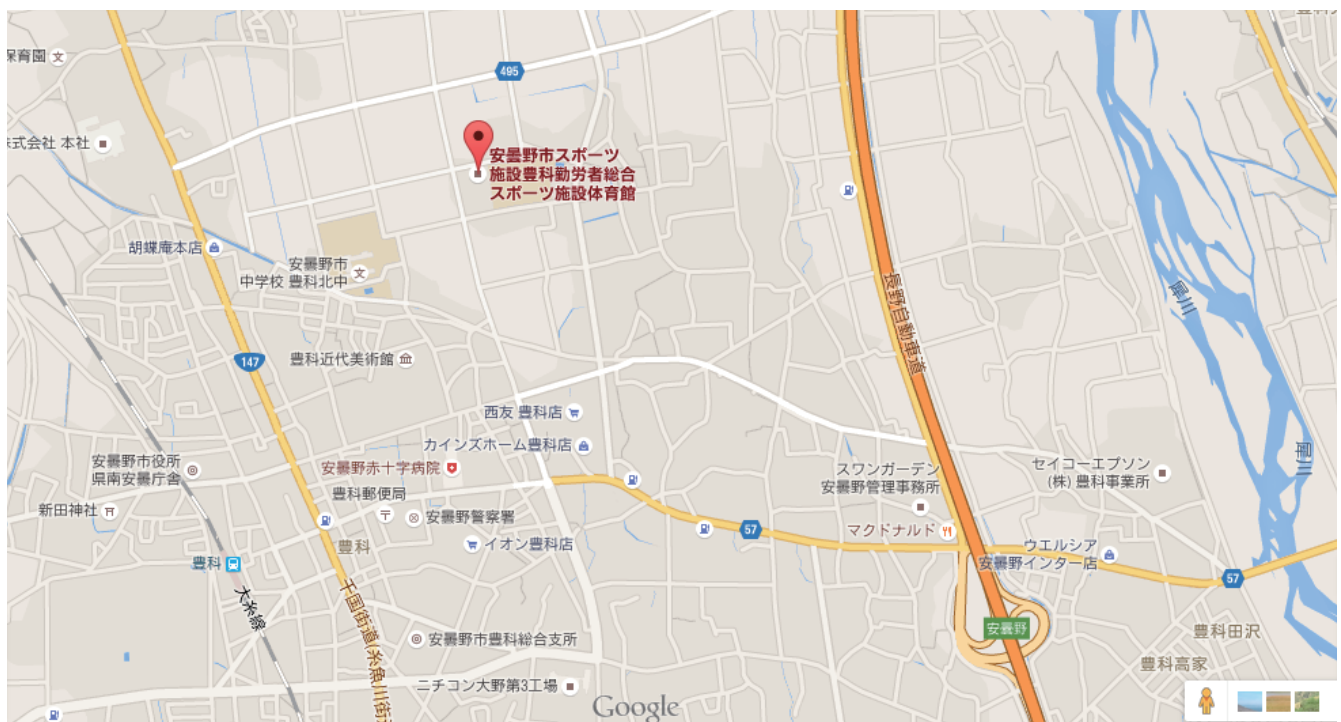 保育園
495
株式会社 本社
安曇野市スポーツ
施設豊科勤労者総合
スポーツ施設体育館
胡蝶庵本店
安曇野市
中学校 豊科北中
犀川
長野自動車道
147
豊科近代美術館
西友 豊科店
カインズホーム豊科店
安曇野市役所
県南安曇庁舎
安曇野赤十字病院
スワンガーデン
安曇野管理事務所
セイコーエプソン
(株) 豊科事業所
犀川
豊科郵便局
新田神社
安曇野警察署
57
マクドナルド
豊科
イオン豊科店
ウエルシア
安曇野インター店
豊科
57
大糸線
千国街道(糸魚川街
安曇野
豊科田沢
安曇野市豊科総合支所
豊科高家
ニチコン大野第3工場
Google